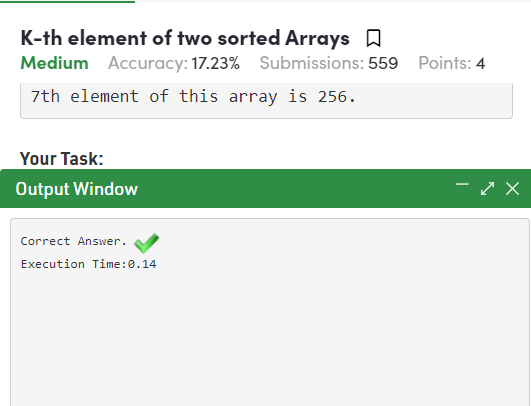 K-th element of two sorted Arrays
Medium Accuracy: 17.23% Submissions: 559 Points: 4
7th element of this array is 256.
Your Task:
Output Window
Correct Answer.
Execution Time:0.14